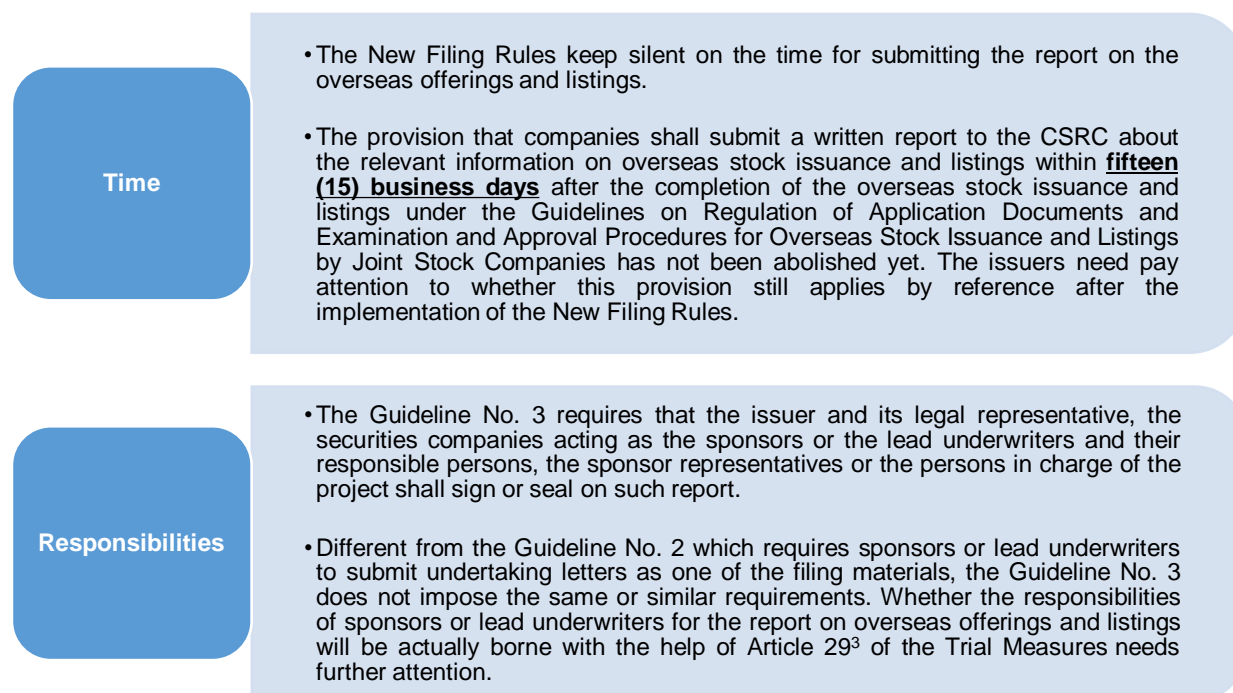 Time
•The New Filing Rules keep silent on the time for submitting the report on the
overseas offerings and listings.
•The provision that companies shall submit a written report to the CSRC about
the relevant information on overseas stock issuance and listings within fifteen
(15) business days after the completion of the overseas stock issuance and
listings under the Guidelines on Regulation of Application Documents and
Examination and Approval Procedures for Overseas Stock Issuance and Listings
by Joint Stock Companies has not been abolished yet. The issuers need pay
attention to whether this provision still applies by reference after the
implementation of the New Filing Rules.
Responsibilities
•The Guideline No. 3 requires that the issuer and its legal representative, the
securities companies acting as the sponsors or the lead underwriters and their
responsible persons, the sponsor representatives or the persons in charge of the
project shall sign or seal on such report.
•Different from the Guideline No. 2 which requires sponsors or lead underwriters
to submit undertaking letters as one of the filing materials, the Guideline No. 3
does not impose the same or similar requirements. Whether the responsibilities
of sponsors or lead underwriters for the report on overseas offerings and listings
will be actually borne with the help of Article 29³ of the Trial Measures needs
further attention.